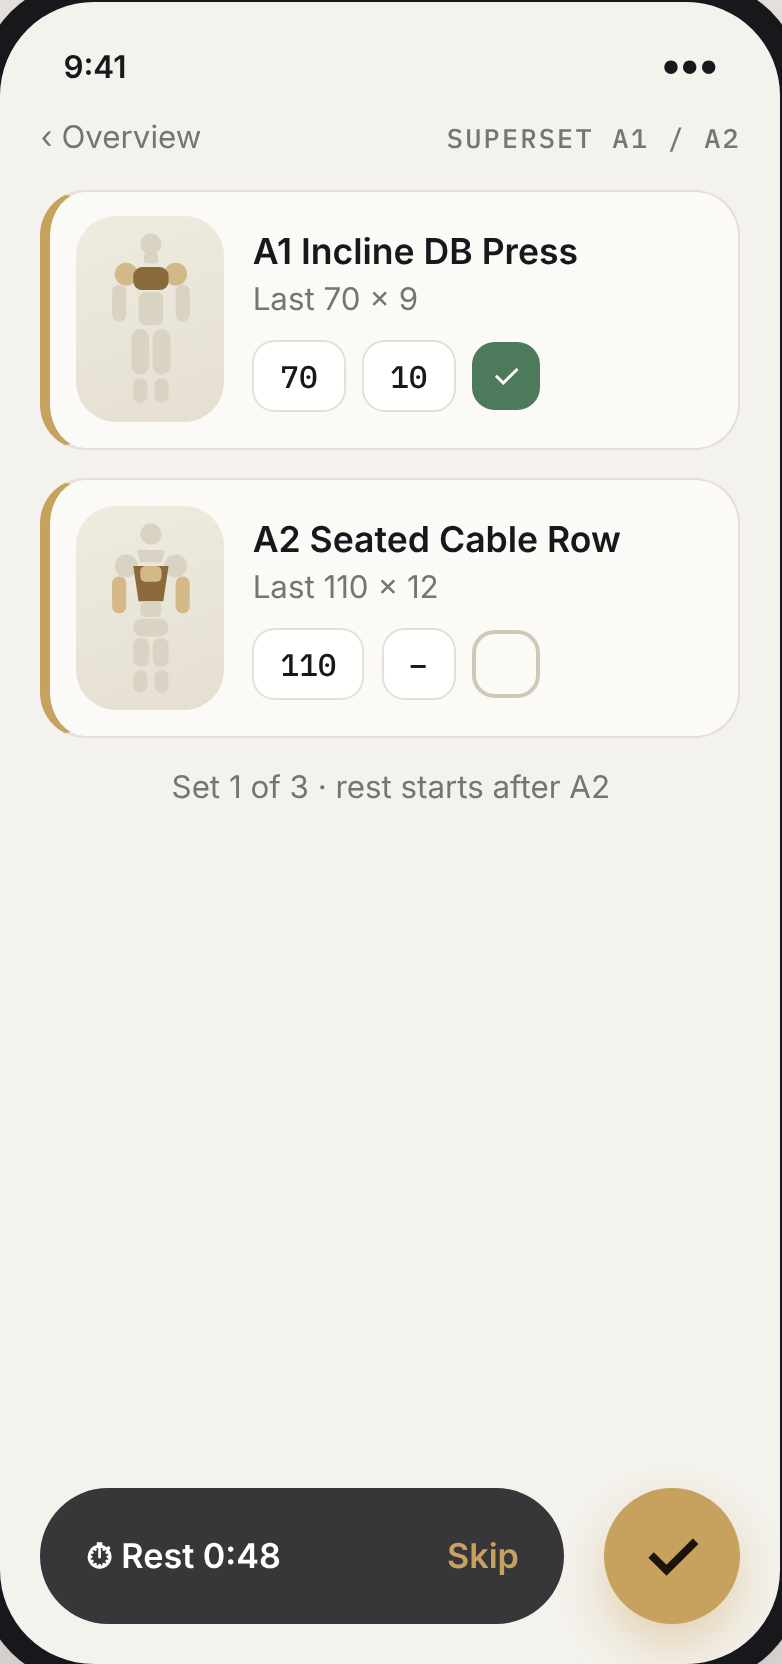 9:41
‹ Overview
SUPERSET A1 / A2
A1 Incline DB Press
Last 70 × 9
70 10
A2 Seated Cable Row
Last 110 × 12
110 –
Set 1 of 3 · rest starts after A2
Rest 0:48 Skip